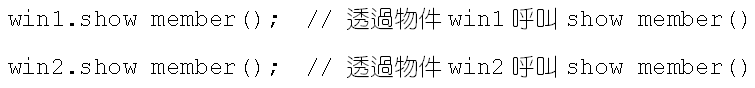 win1.show member();  // 透過物件 win1 呼叫 show member()
win2.show member();  // 透過物件 win2 呼叫 show member()